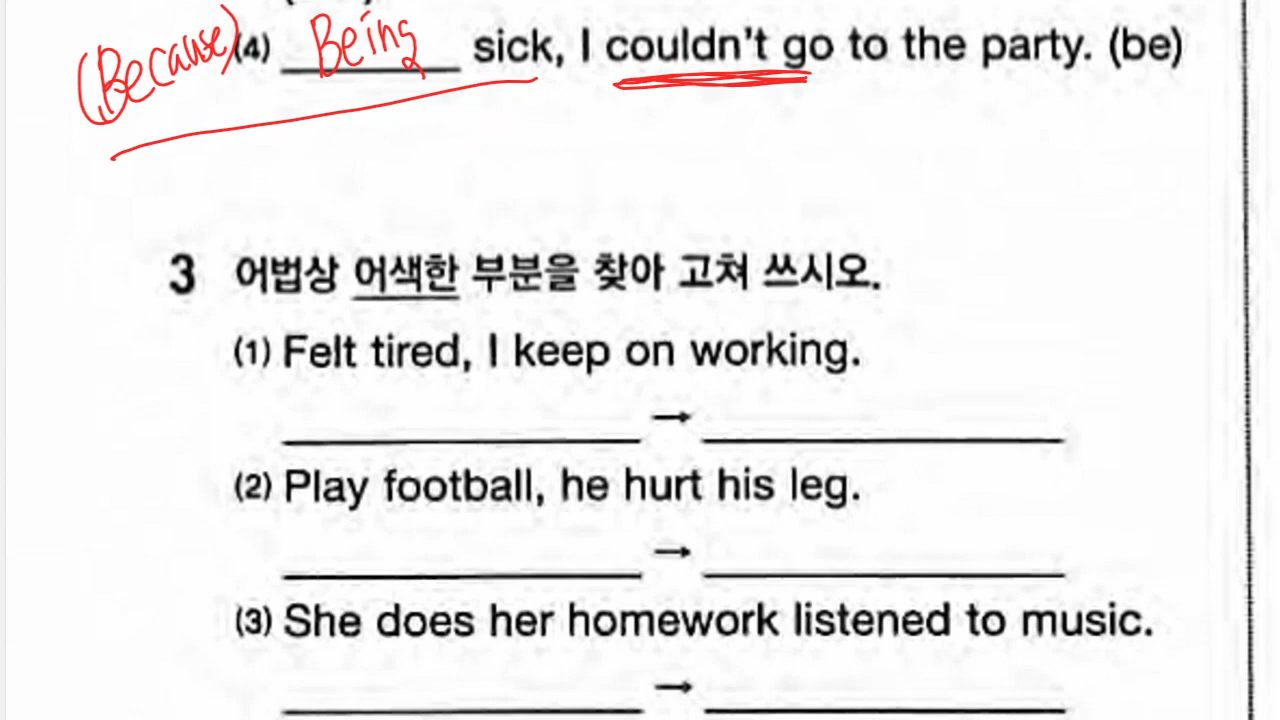 (Because) (4) Being sick, I couldn't go to the party. (be)
3 어법상 어색한 부분을 찾아 고쳐 쓰시오.
(1) Felt tired, I keep on working.
→
(2) Play football, he hurt his leg.
→
(3) She does her homework listened to music.
→